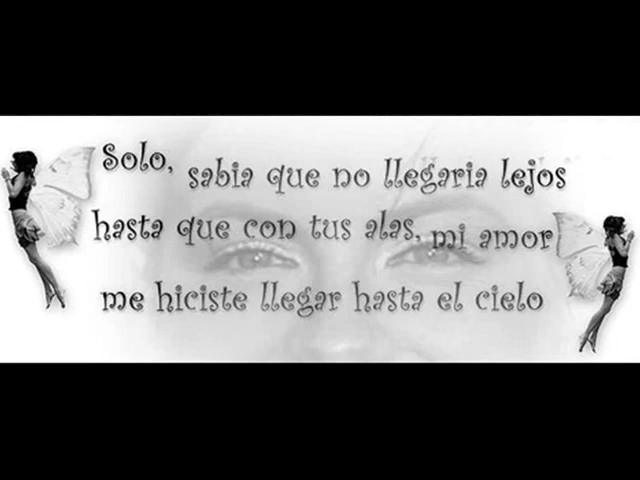 Solo, sabia que no llegaria lejos
hasta que con tus alas, mi amor
me hiciste llegar hasta el cielo